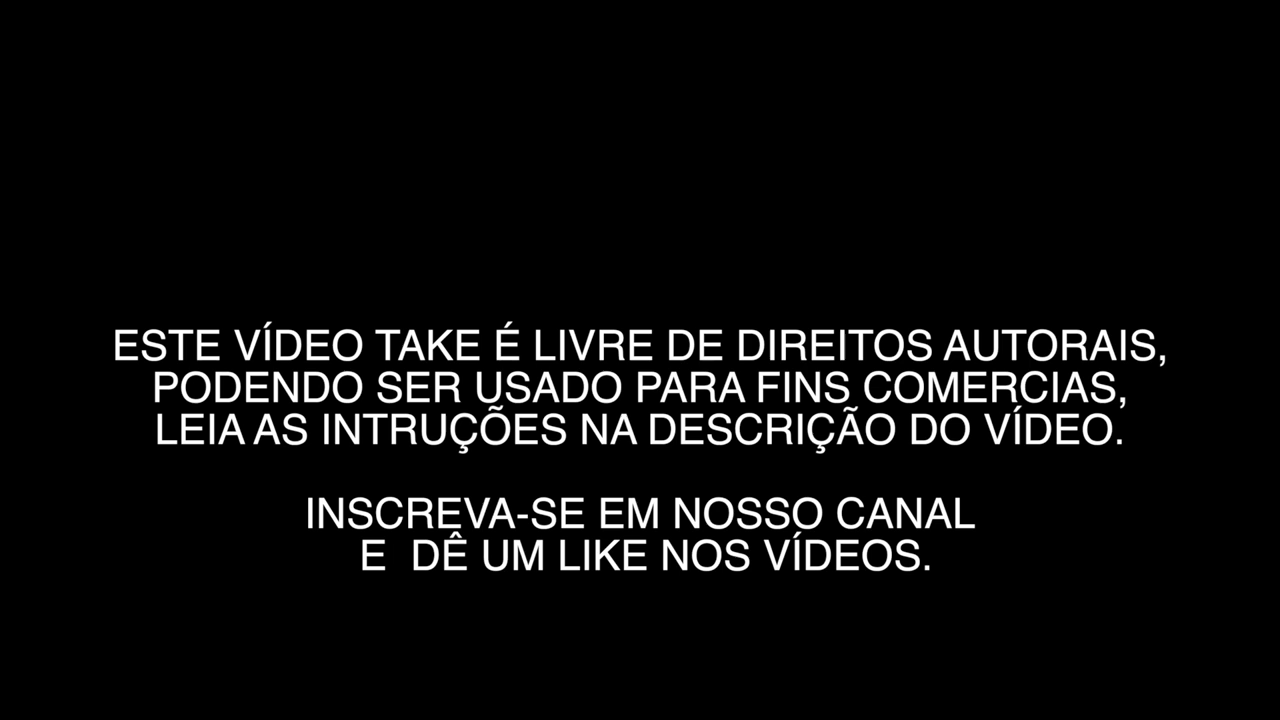 ESTE VÍDEO TAKE É LIVRE DE DIREITOS AUTORAIS,
PODENDO SER USADO PARA FINS COMERCIAS,
LEIA AS INTRUÇÕES NA DESCRIÇÃO DO VÍDEO.
INSCREVA-SE EM NOSSO CANAL
E  DÊ UM LIKE NOS VÍDEOS.